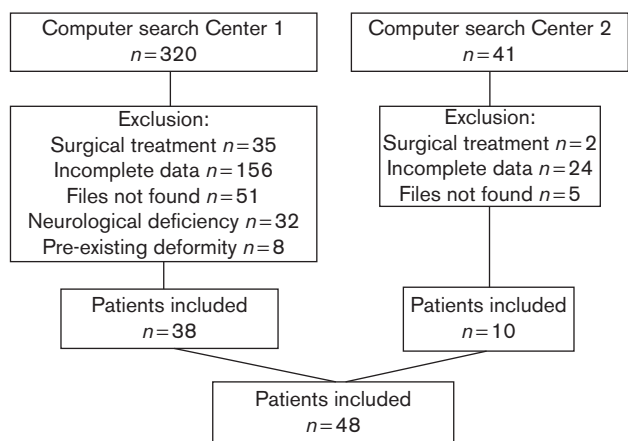 Computer search Center 1
n=320
Computer search Center 2
n=41
Exclusion:
Surgical treatment n=35
Incomplete data n=156
Files not found n=51
Neurological deficiency n=32
Pre-existing deformity n=8
Exclusion:
Surgical treatment n=2
Incomplete data n=24
Files not found n=5
Patients included
n=38
Patients included
n=10
Patients included
n=48